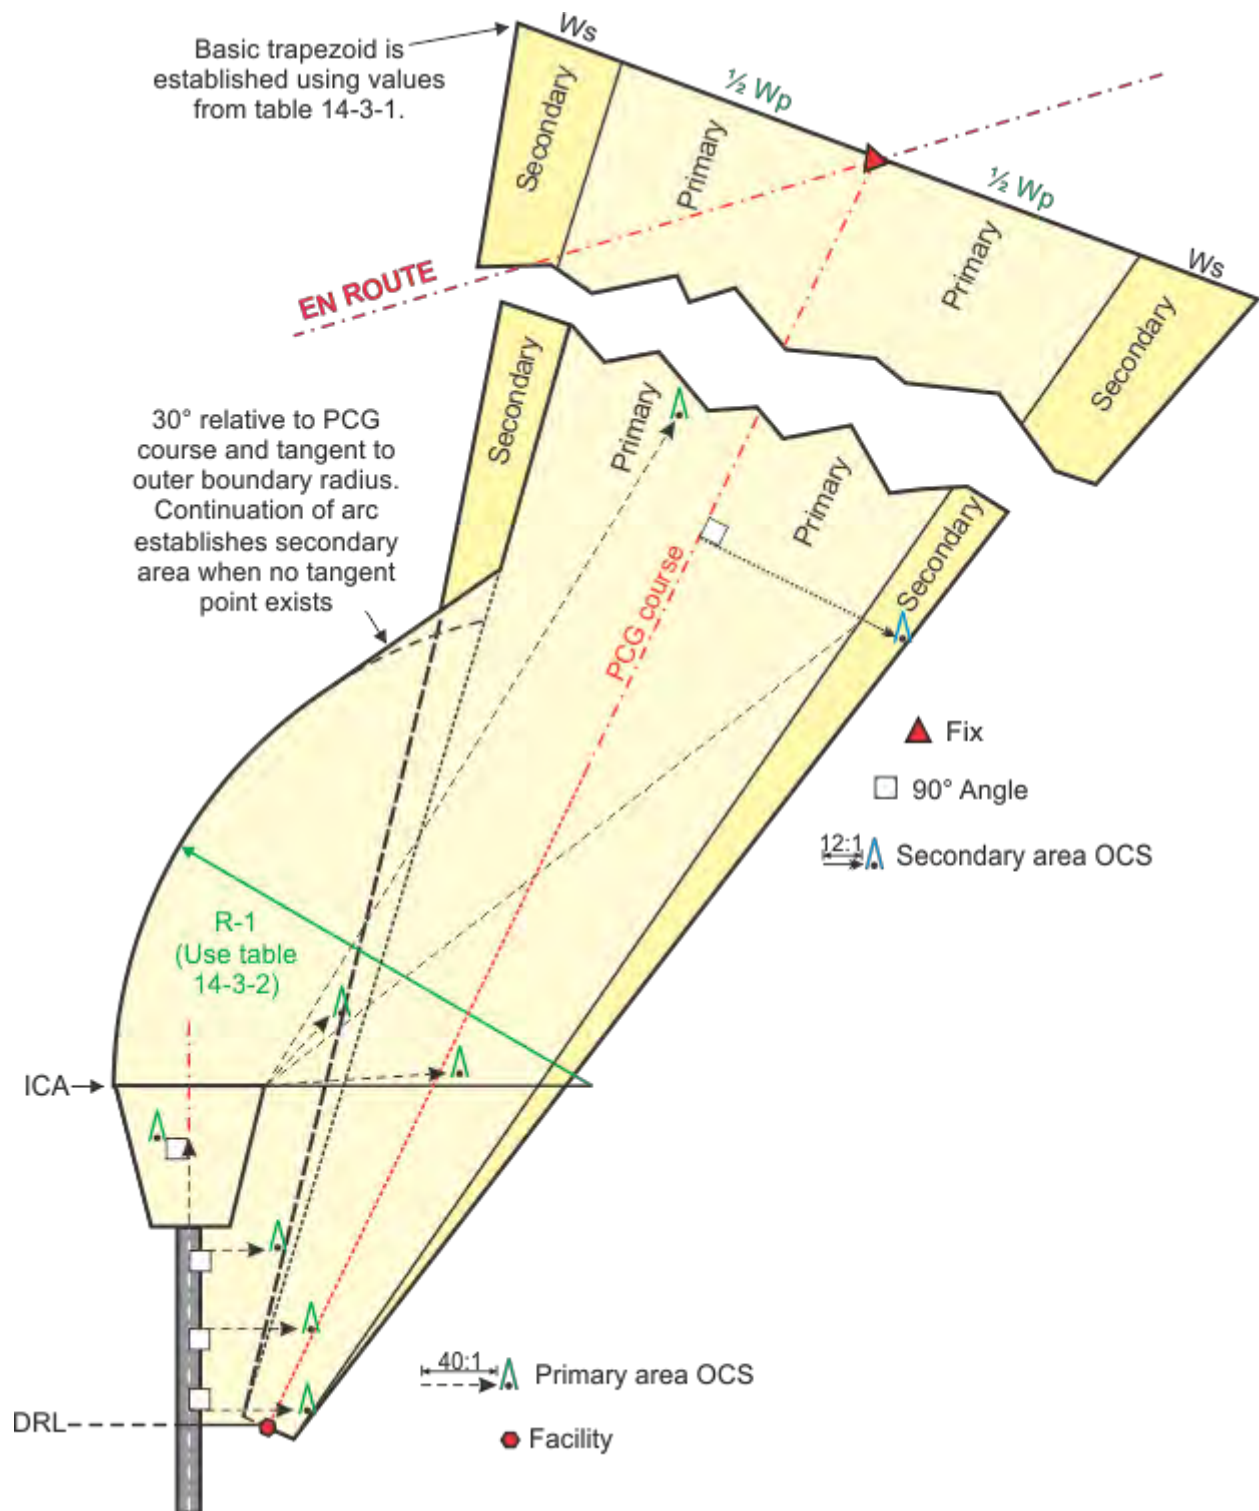 Basic trapezoid is
established using values
from table 14-3-1.
Ws
½ Wp
½ Wp
Ws
Secondary
Primary
Primary
Secondary
EN ROUTE
30° relative to PCG
course and tangent to
outer boundary radius.
Continuation of arc
establishes secondary
area when no tangent
point exists
Secondary
Primary
Primary
Secondary
PCG course
Fix
90° Angle
12:1
Secondary area OCS
R-1
(Use table
14-3-2)
ICA
40:1
Primary area OCS
DRL
Facility